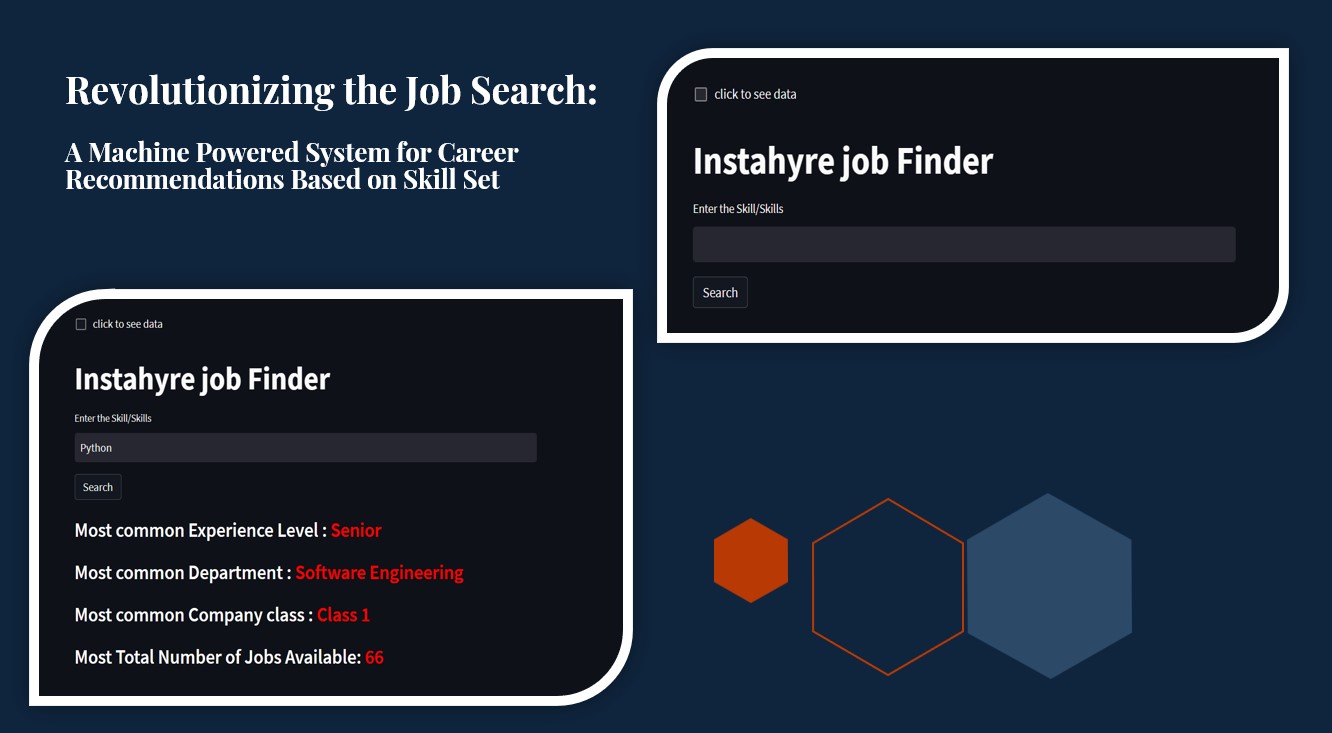 Revolutionizing the Job Search:
A Machine Powered System for Career
Recommendations Based on Skill Set
click to see data
Instahyre job Finder
Enter the Skill/Skills
Search
click to see data
Instahyre job Finder
Enter the Skill/Skills
Python
Search
Most common Experience Level : Senior
Most common Department : Software Engineering
Most common Company class : Class 1
Most Total Number of Jobs Available: 66